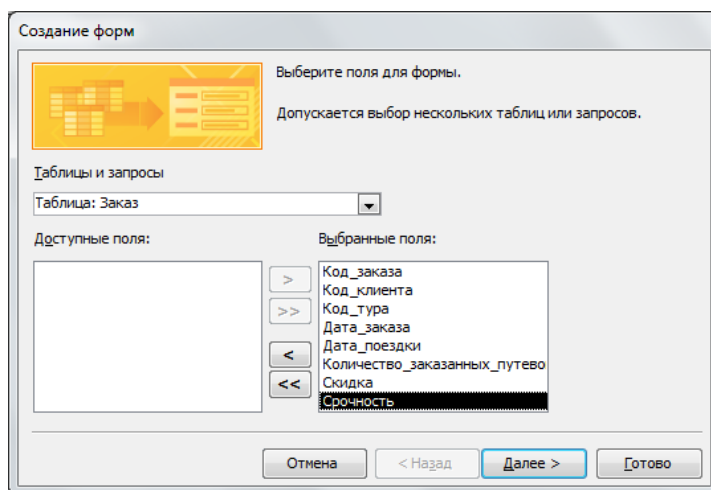 Создание форм
Выберите поля для формы.
Допускается выбор нескольких таблиц или запросов.
Таблицы и запросы
Таблица: Заказ
Доступные поля:
Выбранные поля:
>
>>
<
<<
Код_заказа
Код_клиента
Код_тура
Дата_заказа
Дата_поездки
Количество_заказанных_путево
Скидка
Срочность
Отмена
< Назад
Далее >
Готово